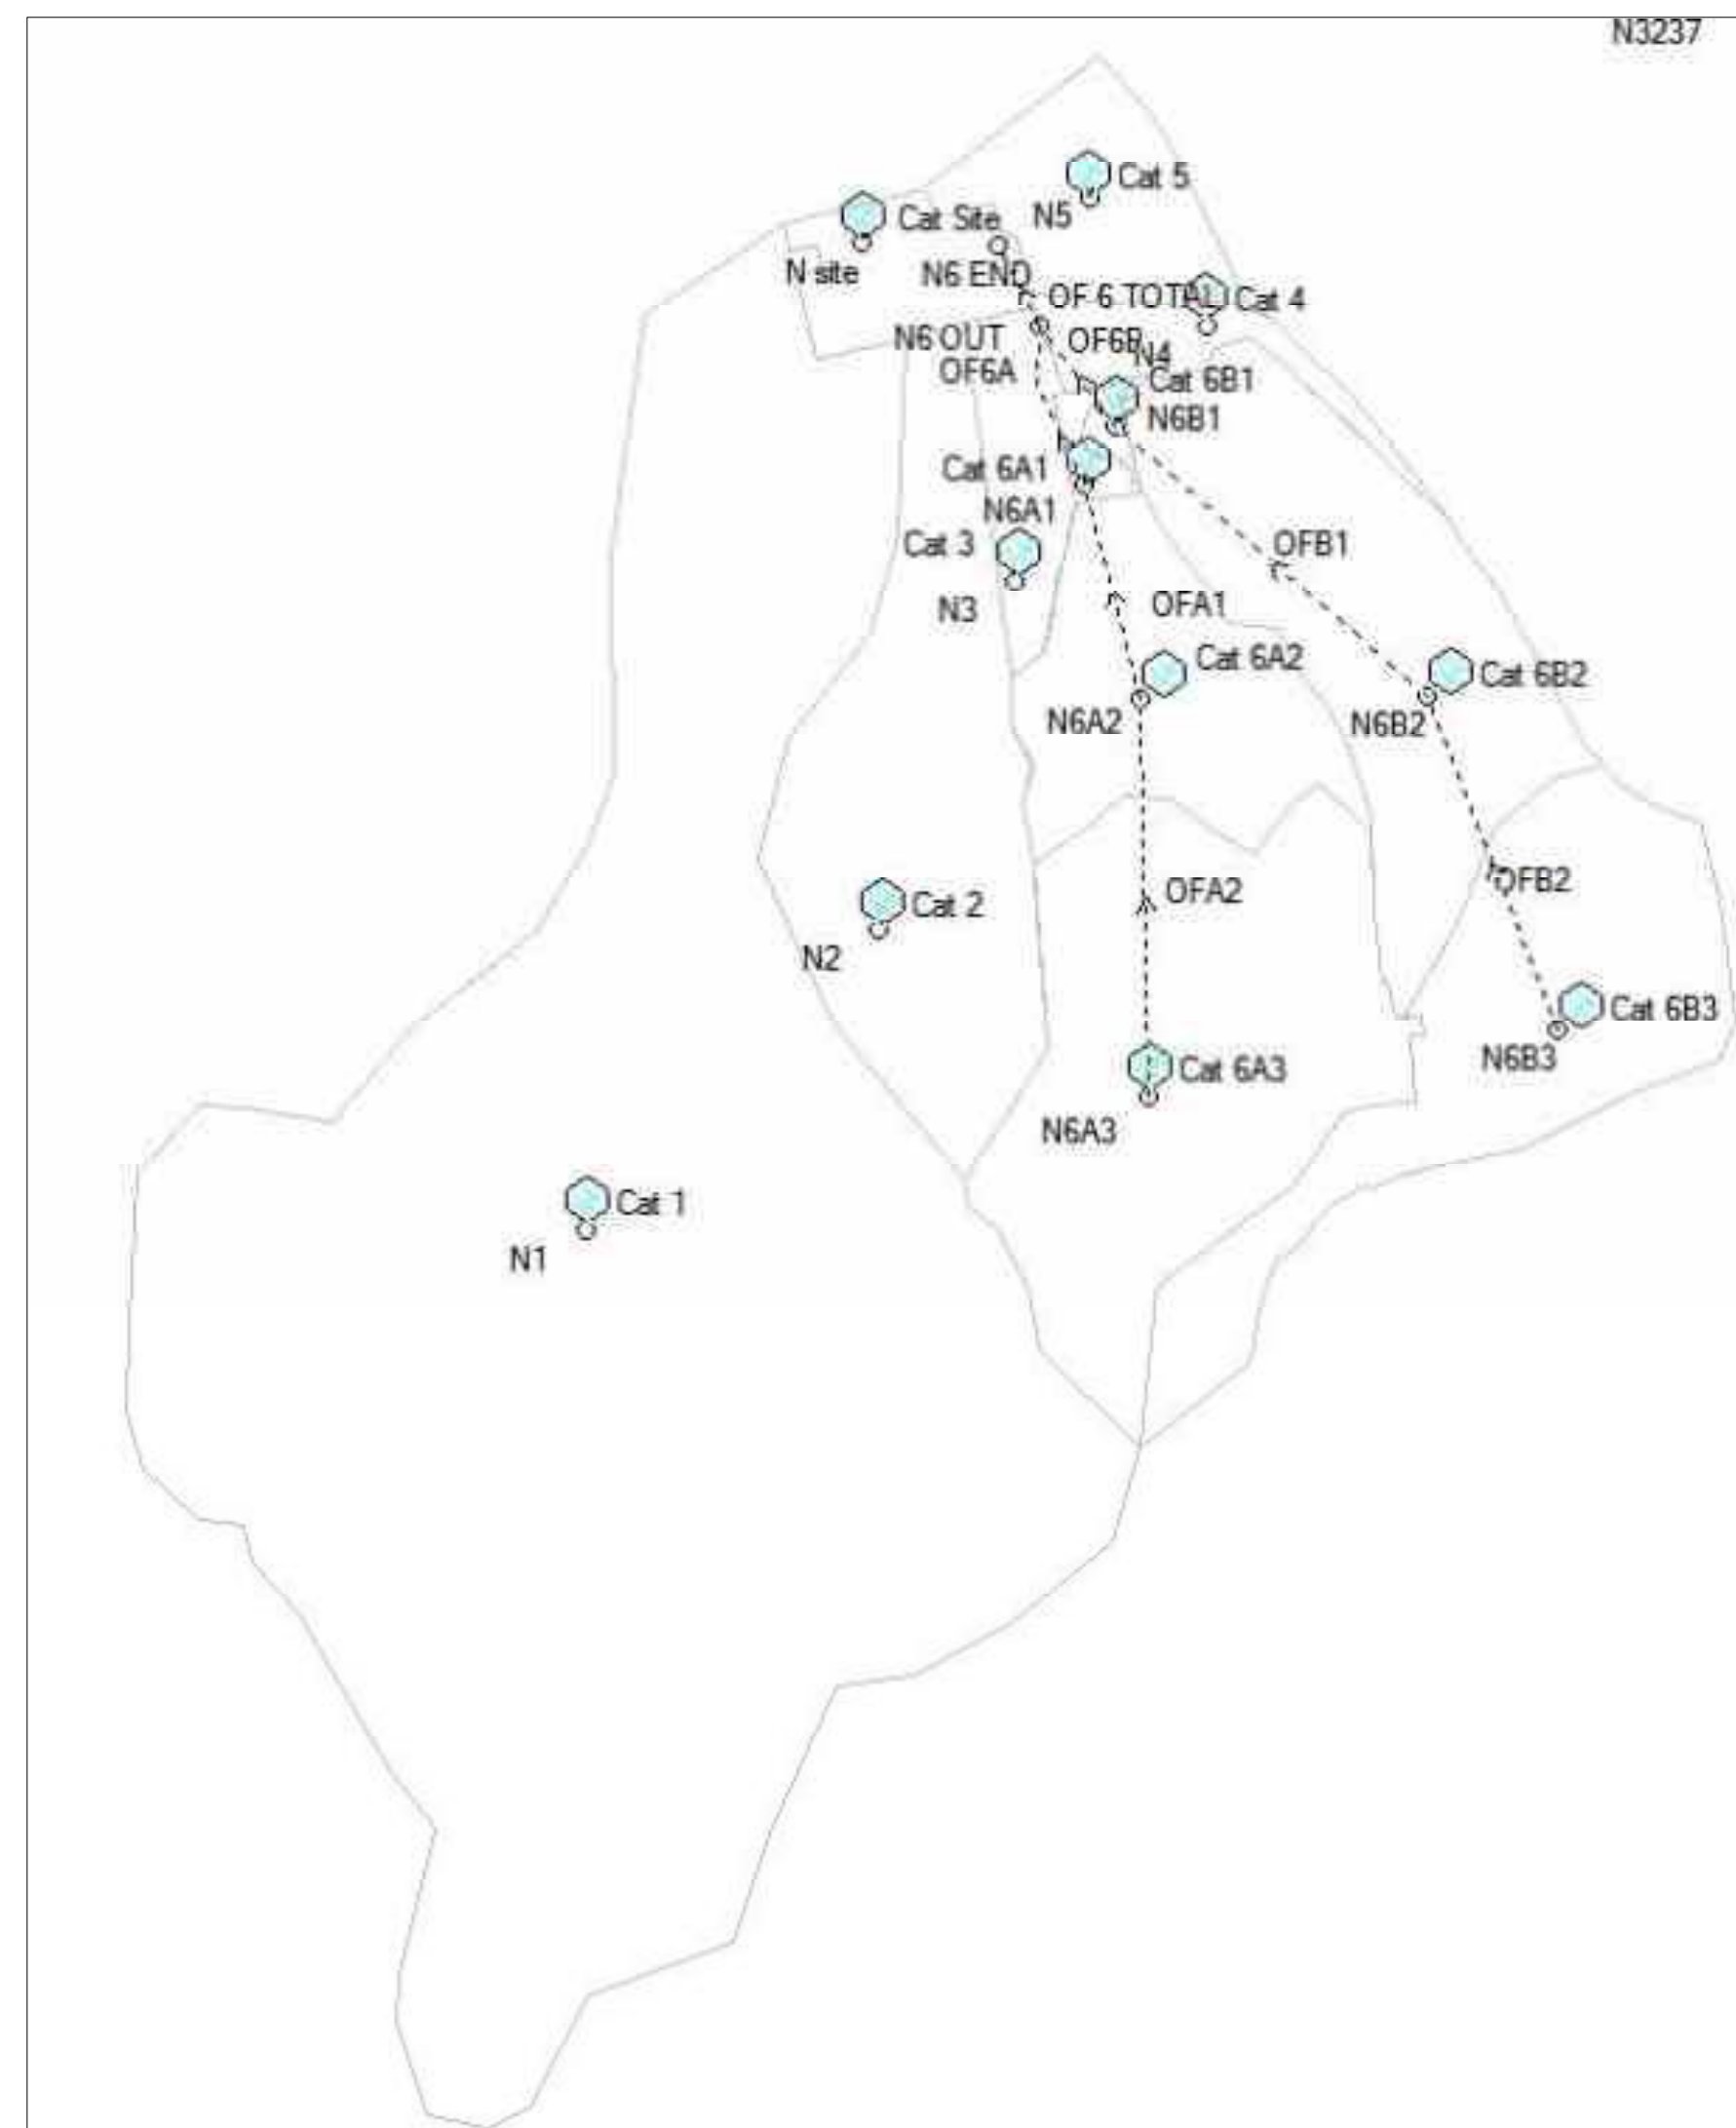 N3237
Cat 5
Cat Site
N5
N site
N6 END
OF 6 TOTAL
Cat 4
N6 OUT
OF6B
N4
OF6A
Cat 6B1
N6B1
Cat 6A1
N6A1
Cat 3
OFB1
N3
OFA1
Cat 6A2
Cat 6B2
N6A2
N6B2
OFB2
OFA2
Cat 2
N2
Cat 6B3
N6B3
Cat 6A3
N6A3
Cat 1
N1